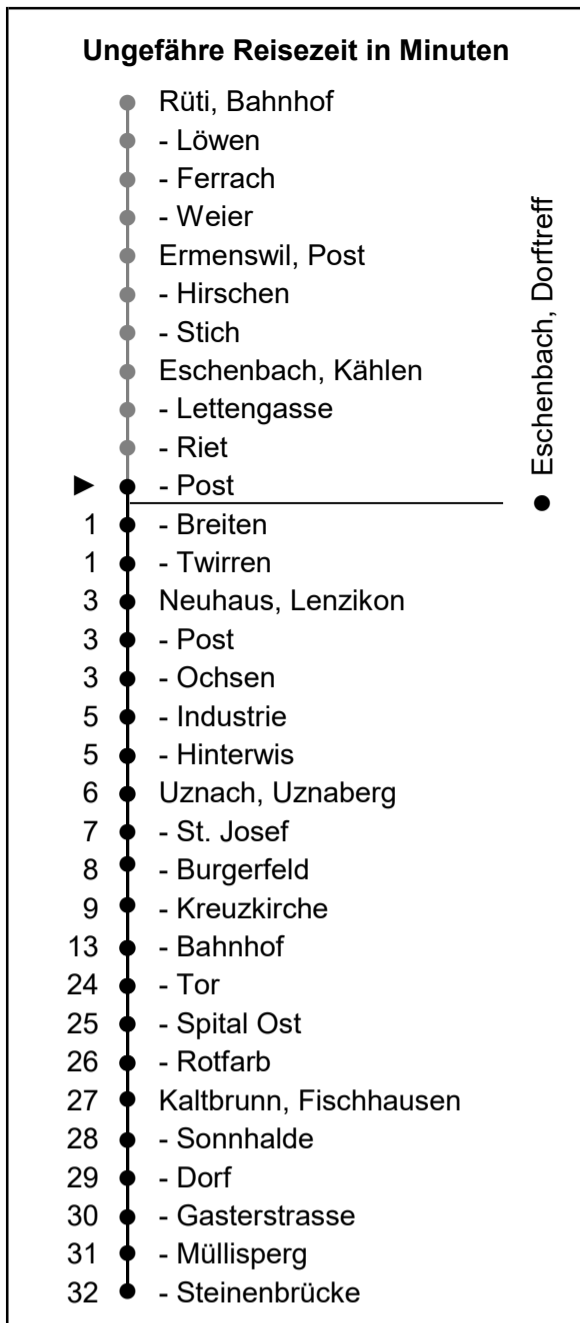 Ungefähre Reisezeit in Minuten
Rüti, Bahnhof
- Löwen
- Ferrach
- Weier
Ermenswil, Post
- Hirschen
- Stich
Eschenbach, Kählen
- Lettengasse
- Riet
► - Post
● Eschenbach, Dorftreff
1 - Breiten
1 - Twirren
3 Neuhaus, Lenzikon
3 - Post
3 - Ochsen
5 - Industrie
5 - Hinterwis
6 Uznach, Uznaberg
7 - St. Josef
8 - Burgerfeld
9 - Kreuzkirche
13 - Bahnhof
24 - Tor
25 - Spital Ost
26 - Rotfarb
27 Kaltbrunn, Fischhausen
28 - Sonnhalde
29 - Dorf
30 - Gasterstrasse
31 - Müllisperg
32 - Steinenbrücke